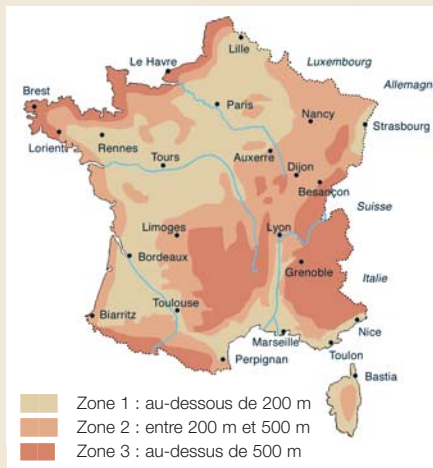 Lille
Luxembourg
Le Havre
Allemagn
Brest
Paris
Nancy
Strasbourg
Lorient
Rennes
Auxerre
Tours
Dijon
Besançon
Suisse
Limoges
Lyon
Bordeaux
Grenoble
Italie
Toulouse
Biarritz
Nice
Marseille
Toulon
Perpignan
Bastia
Zone 1 : au-dessous de 200 m
Zone 2 : entre 200 m et 500 m
Zone 3 : au-dessus de 500 m